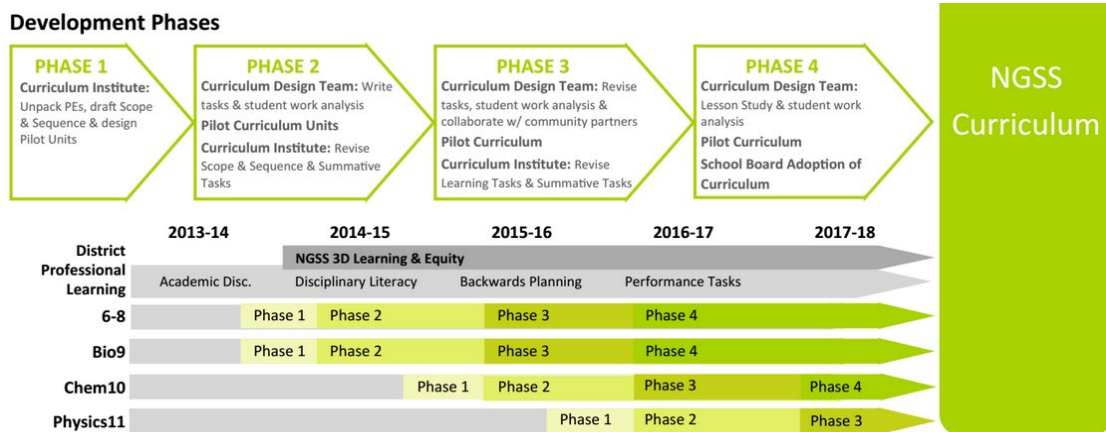 Development Phases
PHASE 1
Curriculum Institute:
Unpack PEs, draft Scope
& Sequence & design
Pilot Units
PHASE 2
Curriculum Design Team: Write
tasks & student work analysis
Pilot Curriculum Units
Curriculum Institute: Revise
Scope & Sequence & Summative
Tasks
PHASE 3
Curriculum Design Team: Revise
tasks, student work analysis &
collaborate w/ community partners
Pilot Curriculum
Curriculum Institute: Revise
Learning Tasks & Summative Tasks
PHASE 4
Curriculum Design Team:
Lesson Study & student work
analysis
Pilot Curriculum
School Board Adoption of
Curriculum
NGSS
Curriculum
2013-14 2014-15 2015-16 2016-17 2017-18
District
Professional
Learning
NGSS 3D Learning & Equity
Academic Disc. Disciplinary Literacy Backwards Planning Performance Tasks
6-8 Phase 1 Phase 2 Phase 3 Phase 4
Bio9 Phase 1 Phase 2 Phase 3 Phase 4
Chem10 Phase 1 Phase 2 Phase 3 Phase 4
Physics11 Phase 1 Phase 2 Phase 3